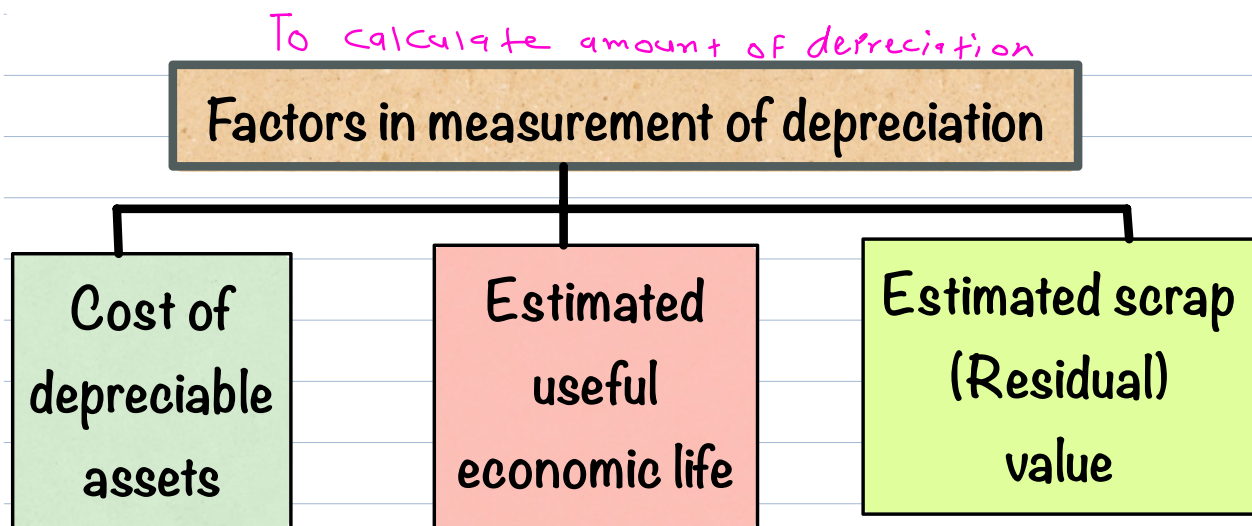 To calculate amount of depreciation
Factors in measurement of depreciation
Cost of
depreciable
assets
Estimated
useful
economic life
Estimated scrap
(Residual)
value